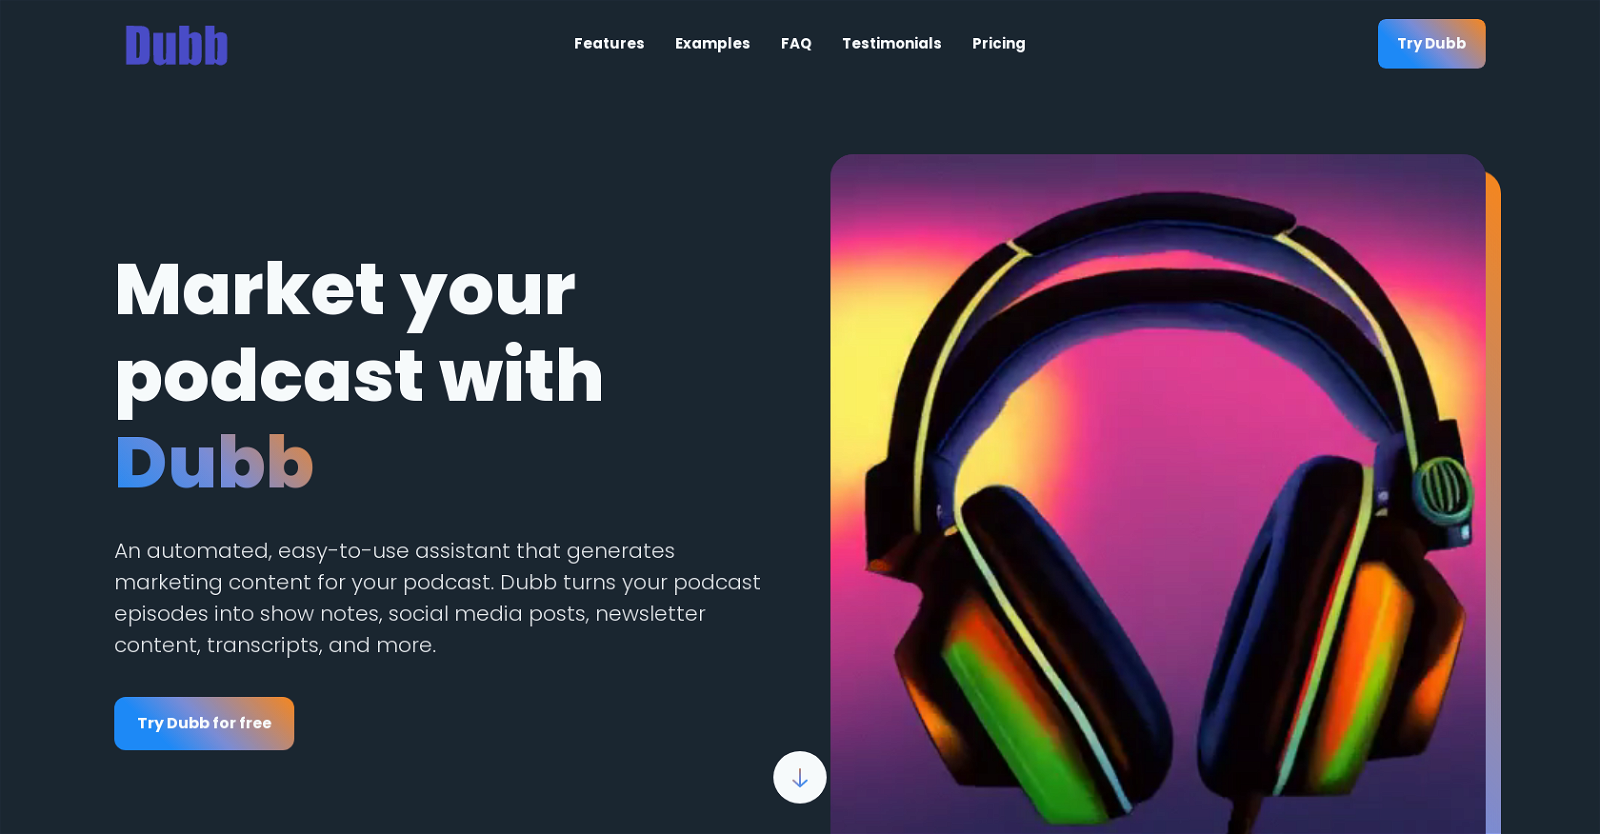 Dubb
Features
Examples
FAQ
Testimonials
Pricing
Try Dubb
Market your
podcast with
Dubb
An automated, easy-to-use assistant that generates
marketing content for your podcast. Dubb turns your podcast
episodes into show notes, social media posts, newsletter
content, transcripts, and more.
Try Dubb for free